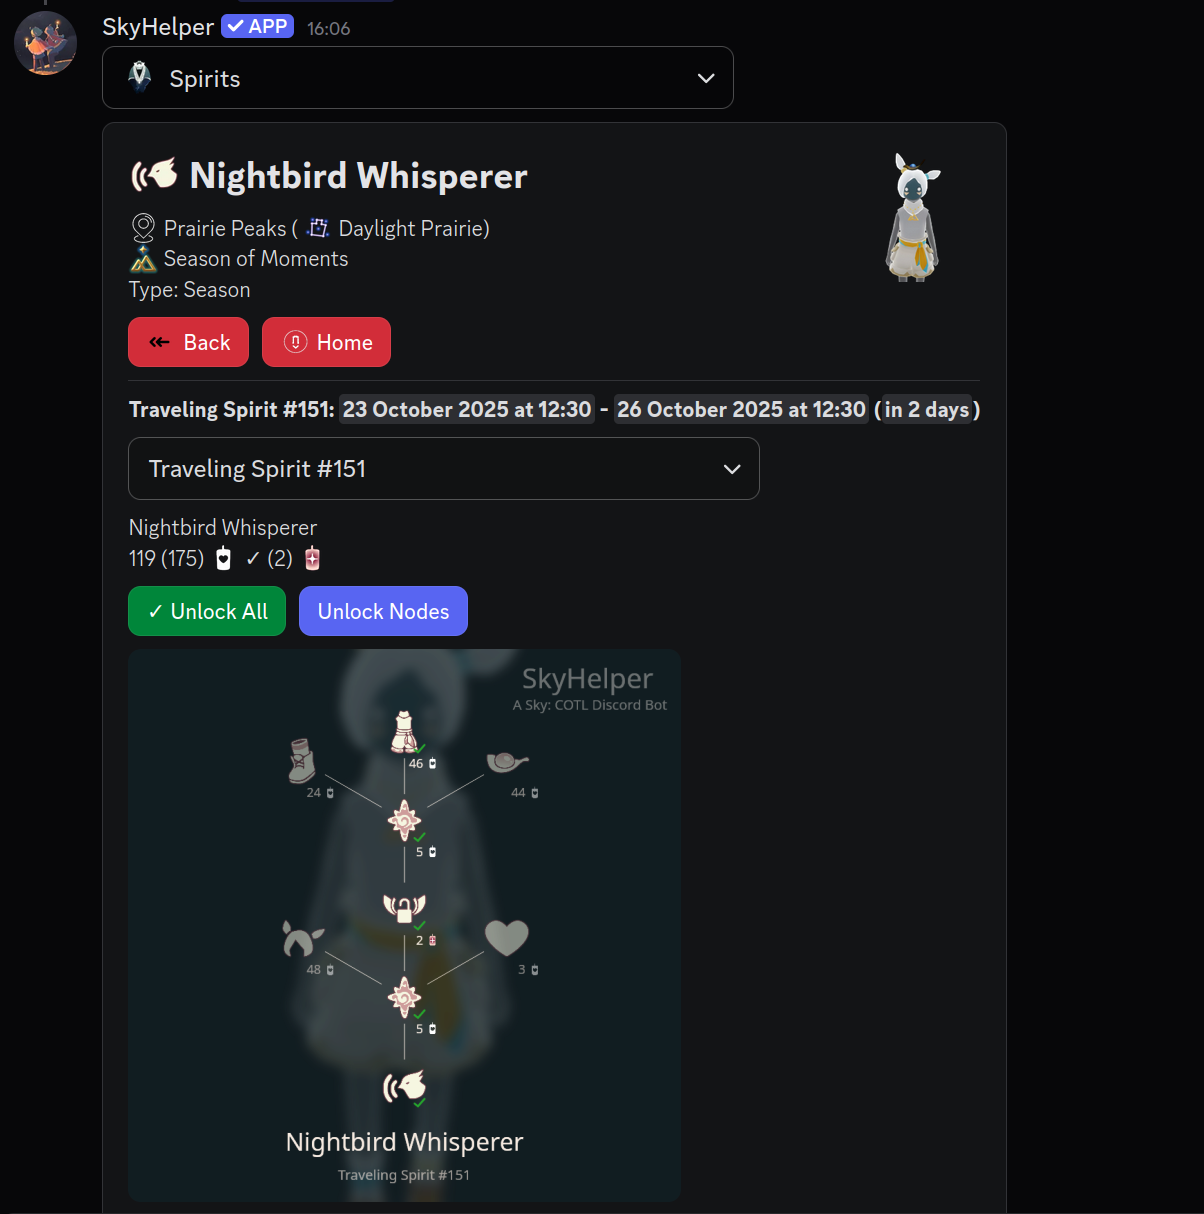 SkyHelper ✓ APP 16:06
Spirits
Nightbird Whisperer
Prairie Peaks ( Daylight Prairie)
Season of Moments
Type: Season
Back Home
Traveling Spirit #151: 23 October 2025 at 12:30 - 26 October 2025 at 12:30 (in 2 days)
Traveling Spirit #151
Nightbird Whisperer
119 (175) ✓ (2)
✓ Unlock All Unlock Nodes
SkyHelper
A Sky: COTL Discord Bot
46
24 44
5
2
48 3
5
Nightbird Whisperer
Traveling Spirit #151